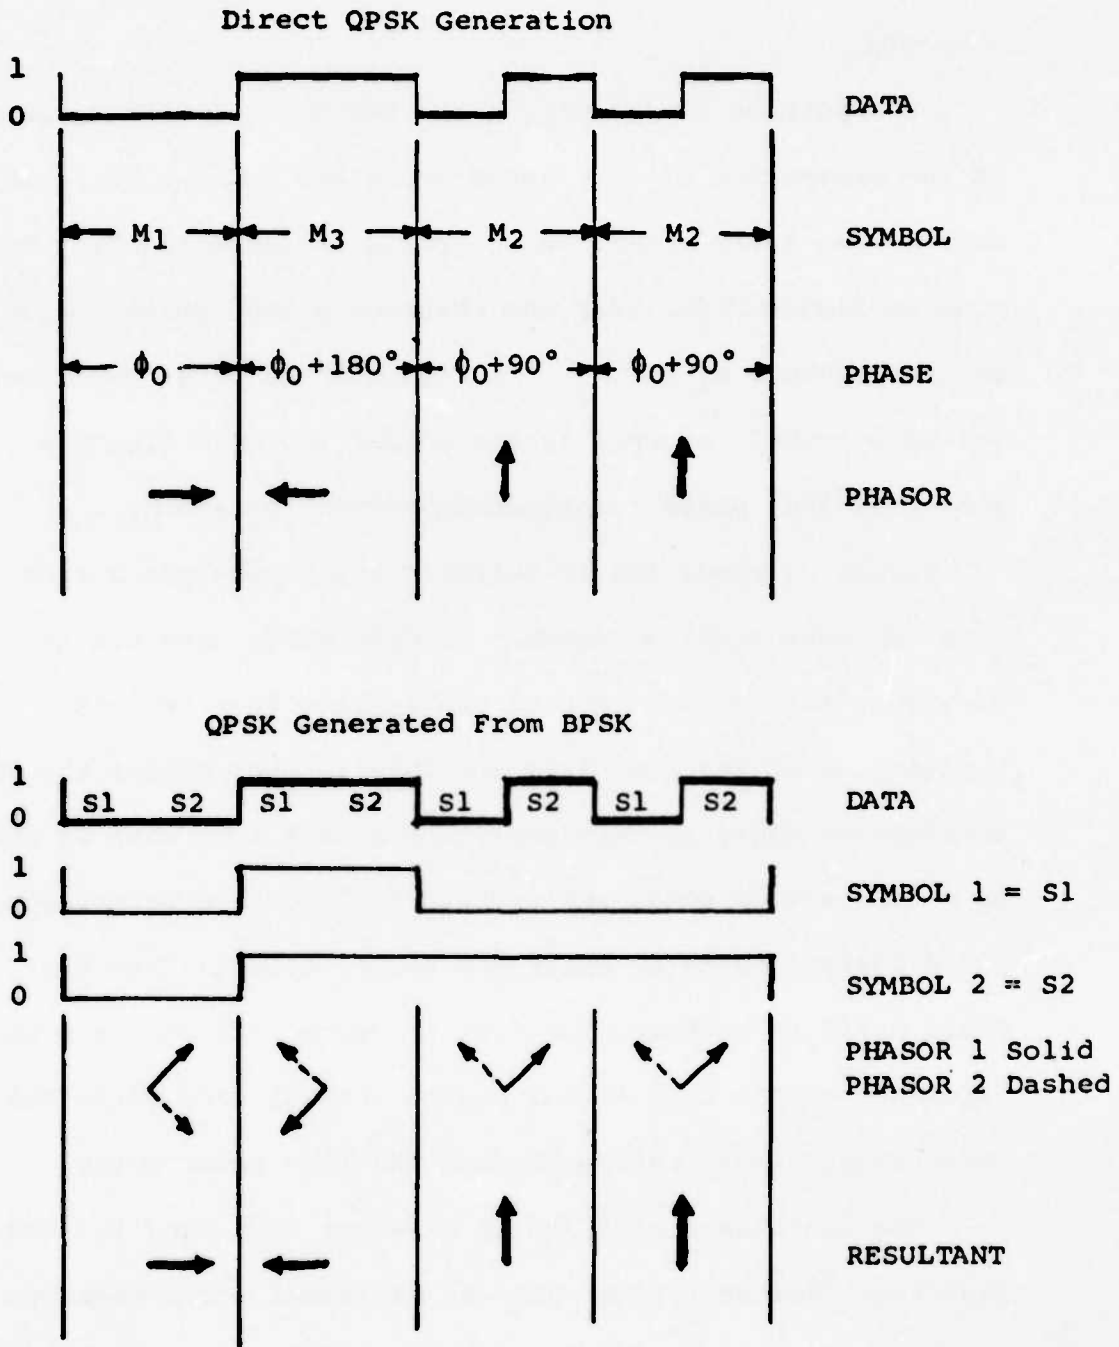 Direct QPSK Generation
1
0
DATA
M1 M3 M2 M2 SYMBOL
ϕ0 ϕ0+180° ϕ0+90° ϕ0+90° PHASE
PHASOR
QPSK Generated From BPSK
1
0
S1 S2 S1 S2 S1 S2 S1 S2 DATA
1
0
SYMBOL 1 = S1
1
0
SYMBOL 2 = S2
PHASOR 1 Solid
PHASOR 2 Dashed
RESULTANT